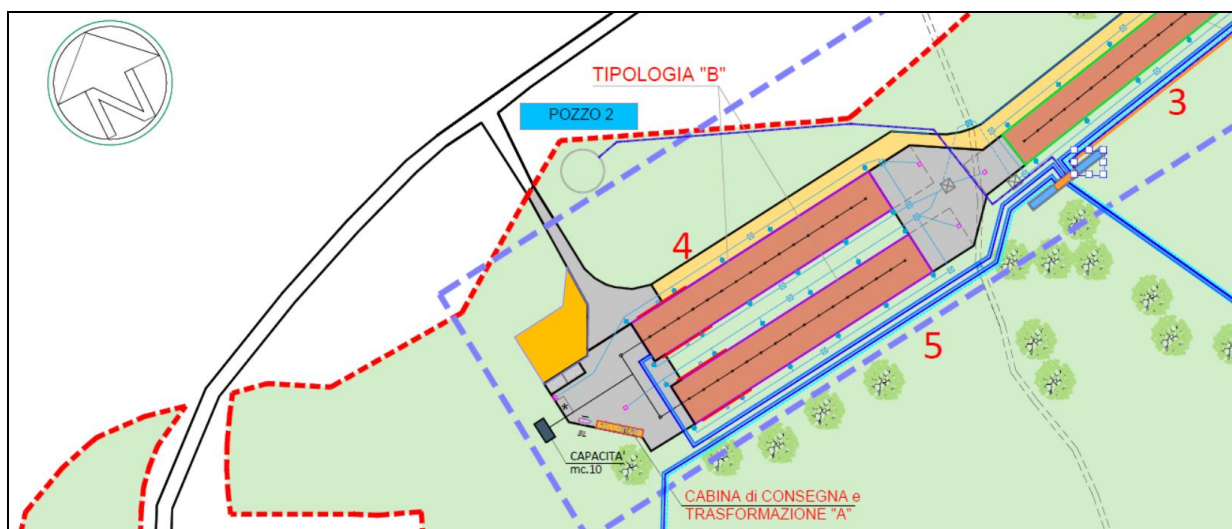 N
TIPOLOGIA "B"
POZZO 2
3
4
5
CAPACITA'
mc.10
CABINA di CONSEGNA e
TRASFORMAZIONE "A"